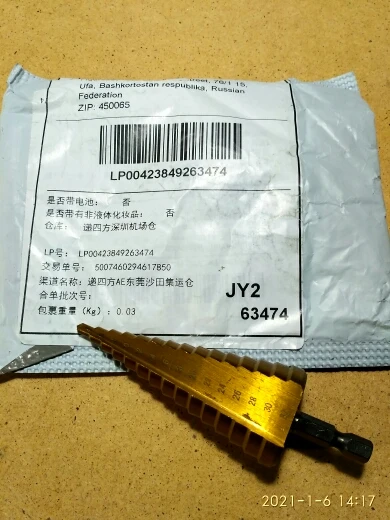 Ufa, Bashkortostan respublika, Russian
Federation
ZIP: 450065
LP00423849263474
是否带电池: 否
是否带有非液体化妆品: 否
仓库: 递四方深圳机场仓
LP号: LP00423849263474
交易单号: 5007460294617850
渠道名称: 递四方AE东莞沙田集运仓
合单批次号:
JY2
包裹重量 (Kg): 0.03
63474
26
28
30
2021-1-6 14:17